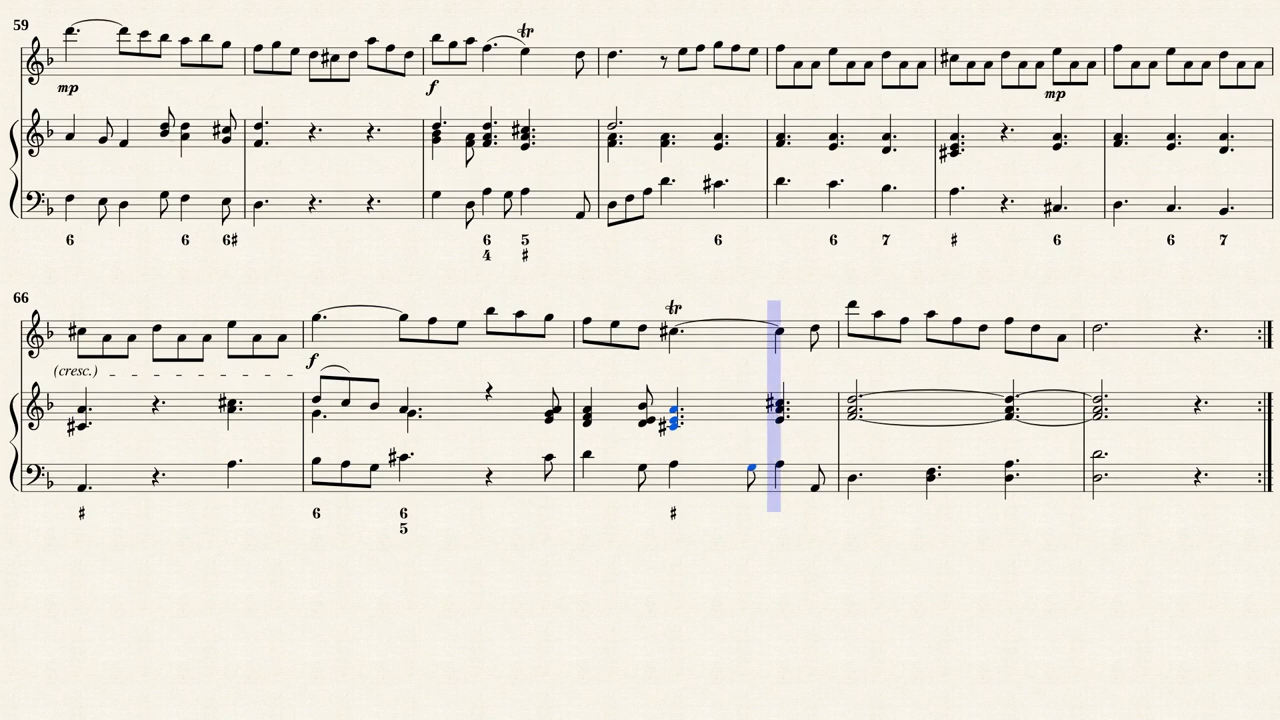 59
tr
mp
f
mp
6 6 6♯ 6 5 6 6 7 ♯ 6 6 7
4 ♯
66
tr
f
(cresc.)
♯ 6 6 ♯
5